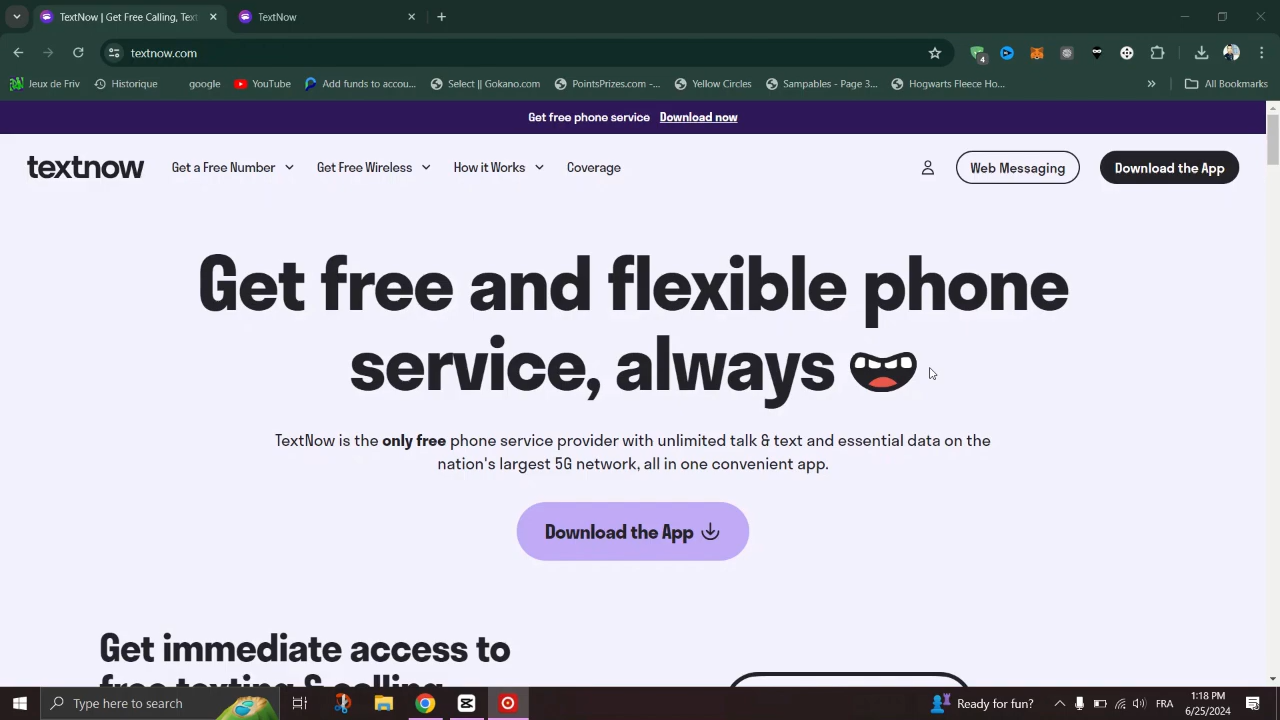 TextNow | Get Free Calling, Text
TextNow
textnow.com
4
Jeux de Friv
Historique
google
YouTube
Add funds to accou...
Select || Gokano.com
PointsPrizes.com -...
Yellow Circles
Sampables - Page 3...
Hogwarts Fleece Ho...
All Bookmarks
Get free phone service Download now
textnow
Get a Free Number
Get Free Wireless
How it Works
Coverage
Web Messaging
Download the App
Get free and flexible phone
service, always
TextNow is the only free phone service provider with unlimited talk & text and essential data on the
nation's largest 5G network, all in one convenient app.
Download the App
Get immediate access to
free texting & calling
Type here to search
Ready for fun?
FRA
1:18 PM
6/25/2024